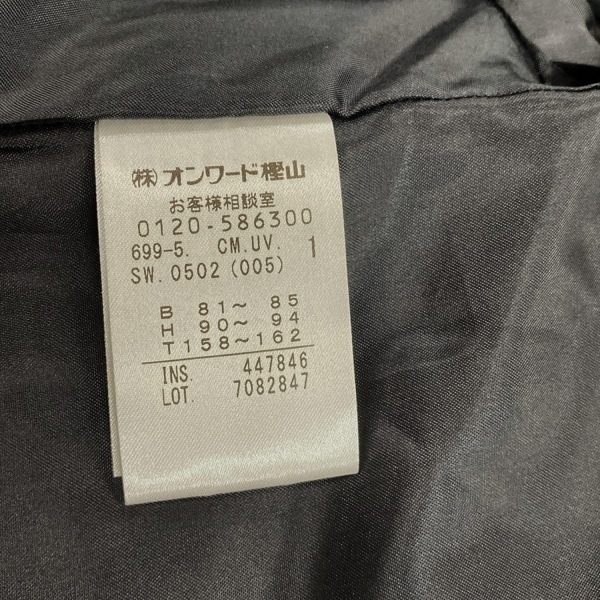 (株)オンワード樫山
お客様相談室
0120-586300
699-5. CM.UV. 1
SW.0502(005)
B 81～ 85
H 90～ 94
T158～162
INS. 447846
LOT. 7082847